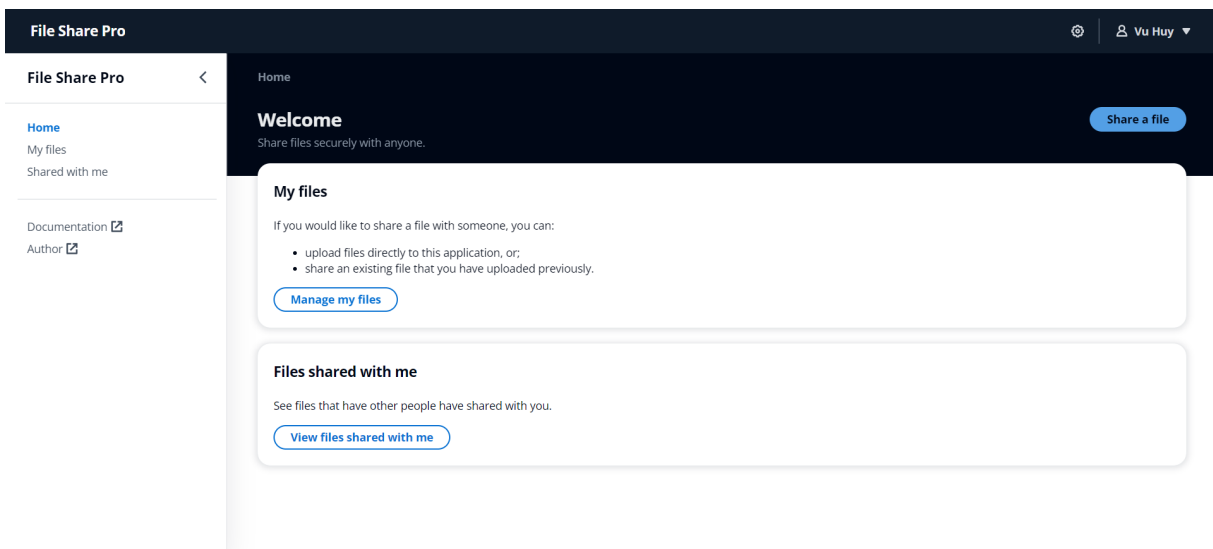 File Share Pro
Vu Huy
File Share Pro
Home
My files
Shared with me
Documentation
Author
Home
Welcome
Share files securely with anyone.
Share a file
My files
If you would like to share a file with someone, you can:
• upload files directly to this application, or;
• share an existing file that you have uploaded previously.
Manage my files
Files shared with me
See files that have other people have shared with you.
View files shared with me